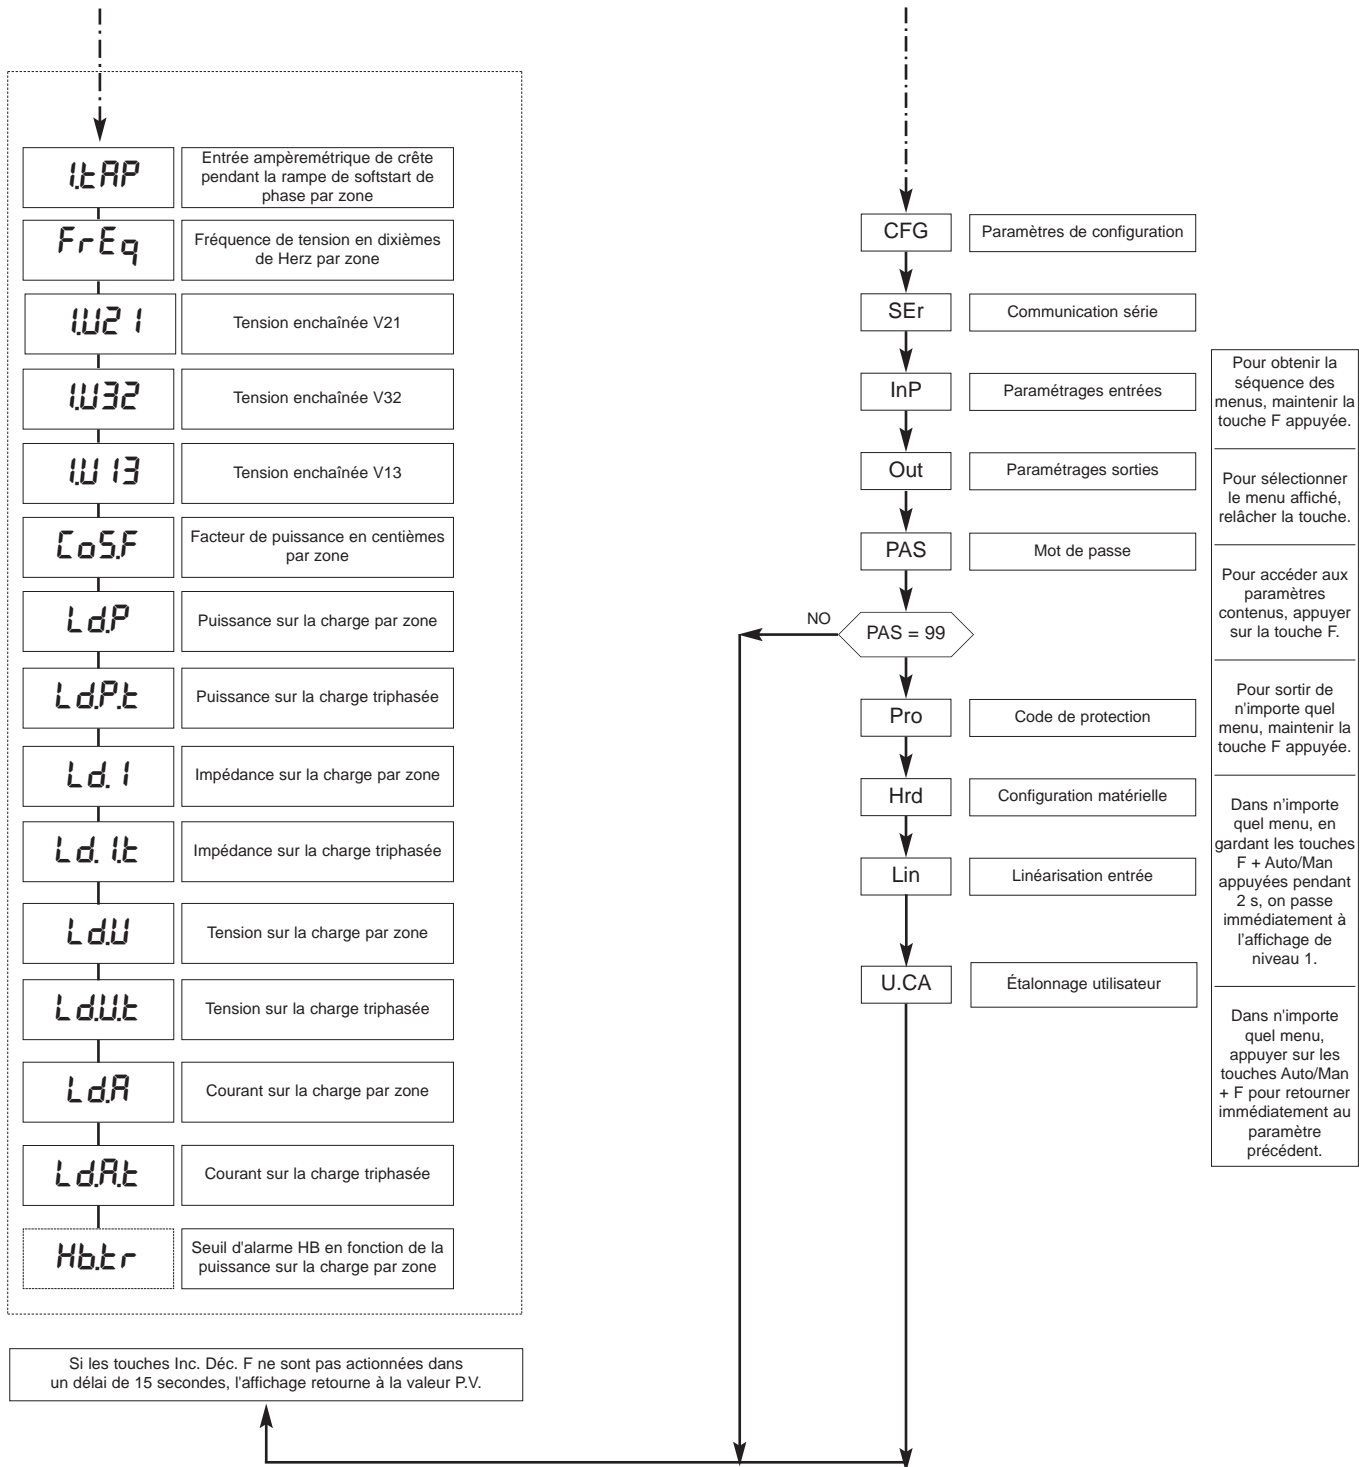 I.tAP
Entrée ampèremétrique de crête
pendant la rampe de softstart de
phase par zone
FrEq
Fréquence de tension en dixièmes
de Herz par zone
I.U21
Tension enchaînée V21
I.U32
Tension enchaînée V32
I.U13
Tension enchaînée V13
CoS.F
Facteur de puissance en centièmes
par zone
Ld.P
Puissance sur la charge par zone
Ld.P.t
Puissance sur la charge triphasée
Ld.I
Impédance sur la charge par zone
Ld.I.t
Impédance sur la charge triphasée
Ld.U
Tension sur la charge par zone
Ld.U.t
Tension sur la charge triphasée
Ld.A
Courant sur la charge par zone
Ld.A.t
Courant sur la charge triphasée
Hb.tr
Seuil d'alarme HB en fonction de la
puissance sur la charge par zone
Si les touches Inc. Déc. F ne sont pas actionnées dans
un délai de 15 secondes, l'affichage retourne à la valeur P.V.
CFG
Paramètres de configuration
SEr
Communication série
InP
Paramétrages entrées
Out
Paramétrages sorties
PAS
Mot de passe
NO
PAS = 99
Pro
Code de protection
Hrd
Configuration matérielle
Lin
Linéarisation entrée
U.CA
Étalonnage utilisateur
Pour obtenir la
séquence des
menus, maintenir la
touche F appuyée.
Pour sélectionner
le menu affiché,
relâcher la touche.
Pour accéder aux
paramètres
contenus, appuyer
sur la touche F.
Pour sortir de
n'importe quel
menu, maintenir la
touche F appuyée.
Dans n'importe
quel menu, en
gardant les touches
F + Auto/Man
appuyées pendant
2 s, on passe
immédiatement à
l'affichage de
niveau 1.
Dans n'importe
quel menu,
appuyer sur les
touches Auto/Man
+ F pour retourner
immédiatement au
paramètre
précédent.